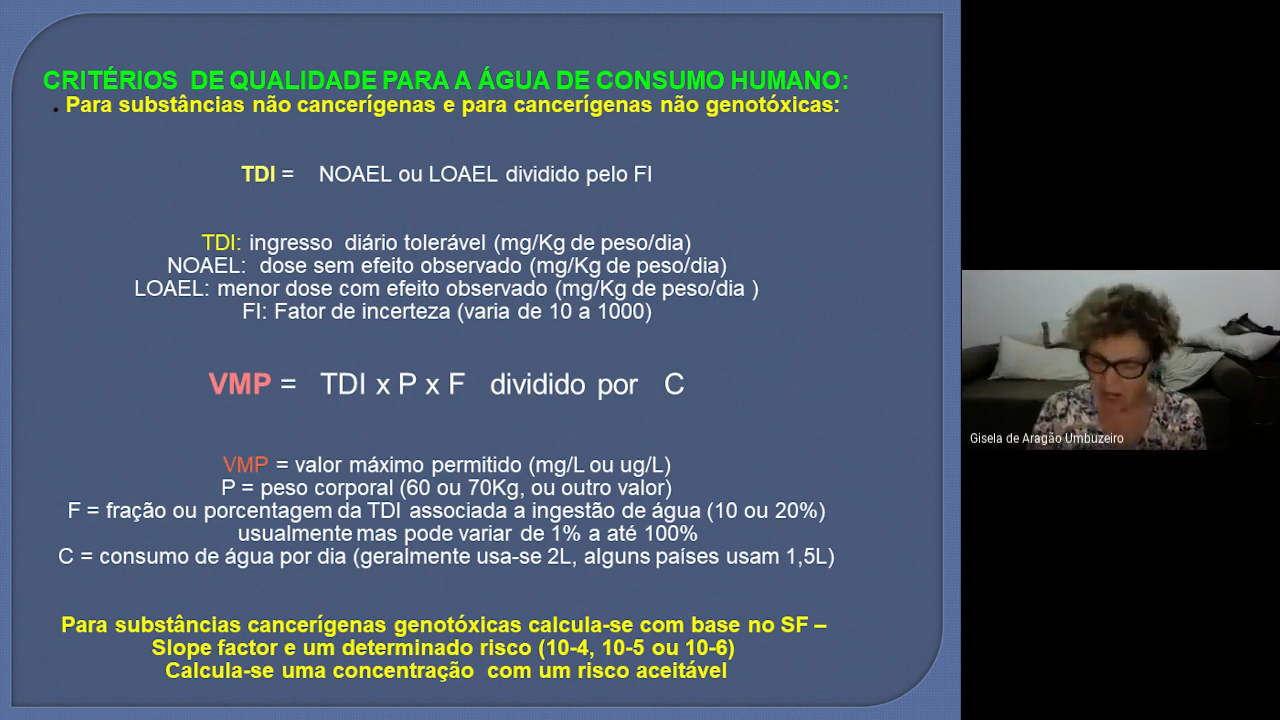 CRITÉRIOS DE QUALIDADE PARA A ÁGUA DE CONSUMO HUMANO:
. Para substâncias não cancerígenas e para cancerígenas não genotóxicas:
TDI = NOAEL ou LOAEL dividido pelo FI
TDI: ingresso diário tolerável (mg/Kg de peso/dia)
NOAEL: dose sem efeito observado (mg/Kg de peso/dia)
LOAEL: menor dose com efeito observado (mg/Kg de peso/dia )
FI: Fator de incerteza (varia de 10 a 1000)
VMP = TDI x P x F dividido por C
VMP = valor máximo permitido (mg/L ou ug/L)
P = peso corporal (60 ou 70Kg, ou outro valor)
F = fração ou porcentagem da TDI associada a ingestão de água (10 ou 20%)
usualmente mas pode variar de 1% a até 100%
C = consumo de água por dia (geralmente usa-se 2L, alguns países usam 1,5L)
Para substâncias cancerígenas genotóxicas calcula-se com base no SF –
Slope factor e um determinado risco (10-4, 10-5 ou 10-6)
Calcula-se uma concentração com um risco aceitável
Gisela de Aragão Umbuzeiro